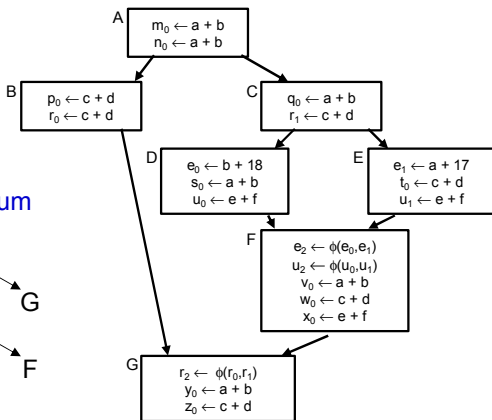 A
m₀ ← a + b
n₀ ← a + b
B
p₀ ← c + d
r₀ ← c + d
C
q₀ ← a + b
r₁ ← c + d
D
e₀ ← b + 18
s₀ ← a + b
u₀ ← e + f
E
e₁ ← a + 17
t₀ ← c + d
u₁ ← e + f
um
F
e₂ ← ϕ(e₀,e₁)
u₂ ← ϕ(u₀,u₁)
v₀ ← a + b
w₀ ← c + d
x₀ ← e + f
G
F
G
r₂ ← ϕ(r₀,r₁)
y₀ ← a + b
z₀ ← c + d